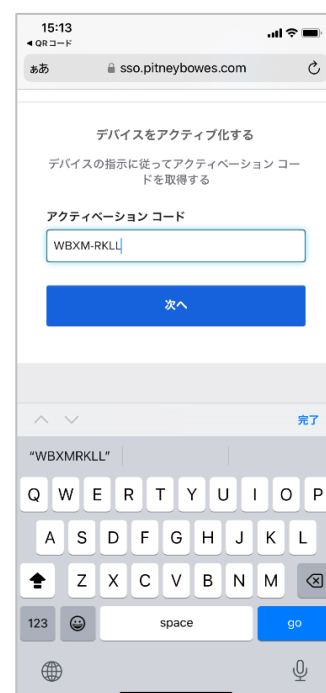 15:13
◀ QRコード
ああ sso.pitneybowes.com
デバイスをアクティブ化する
デバイスの指示に従ってアクティベーション コー
ドを取得する
アクティベーション コード
WBXM-RKLL
次へ
完了
“WBXMRKLL”
Q W E R T Y U I O P
A S D F G H J K L
Z X C V B N M
123 space go